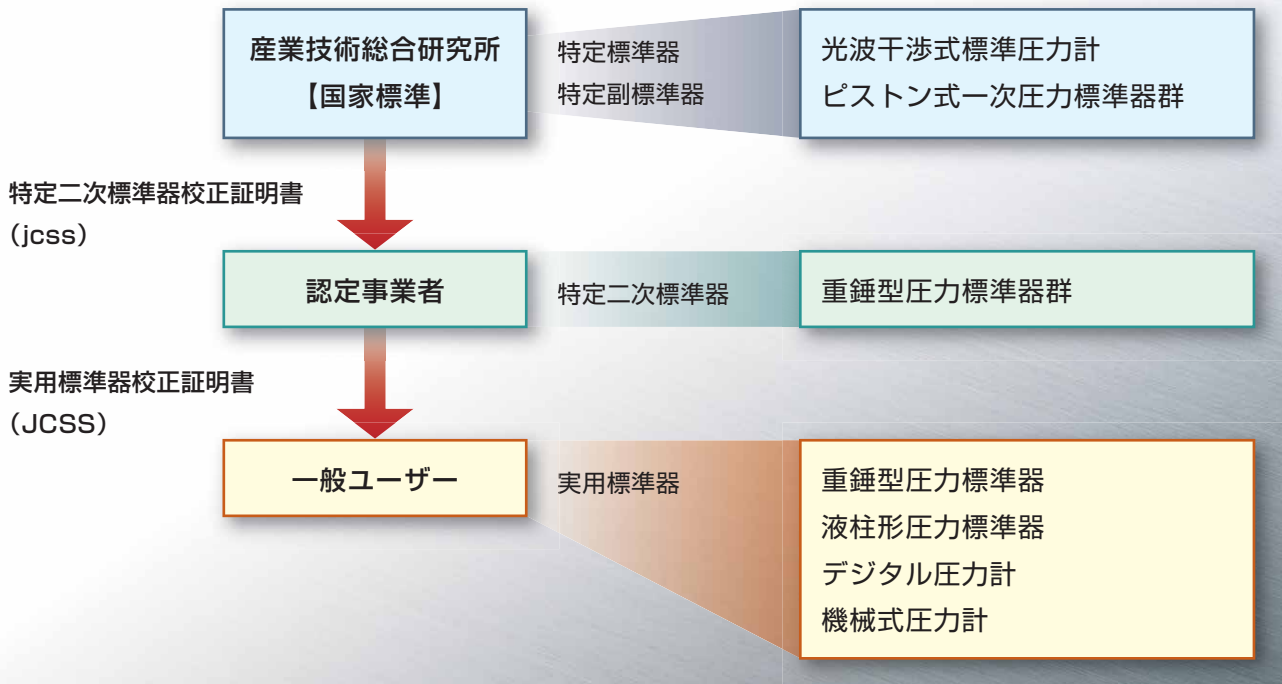 産業技術総合研究所
【国家標準】
特定標準器
特定副標準器
光波干渉式標準圧力計
ピストン式一次圧力標準器群
特定二次標準器校正証明書
（jcss）
認定事業者
特定二次標準器
重錘型圧力標準器群
実用標準器校正証明書
（JCSS）
一般ユーザー
実用標準器
重錘型圧力標準器
液柱形圧力標準器
デジタル圧力計
機械式圧力計